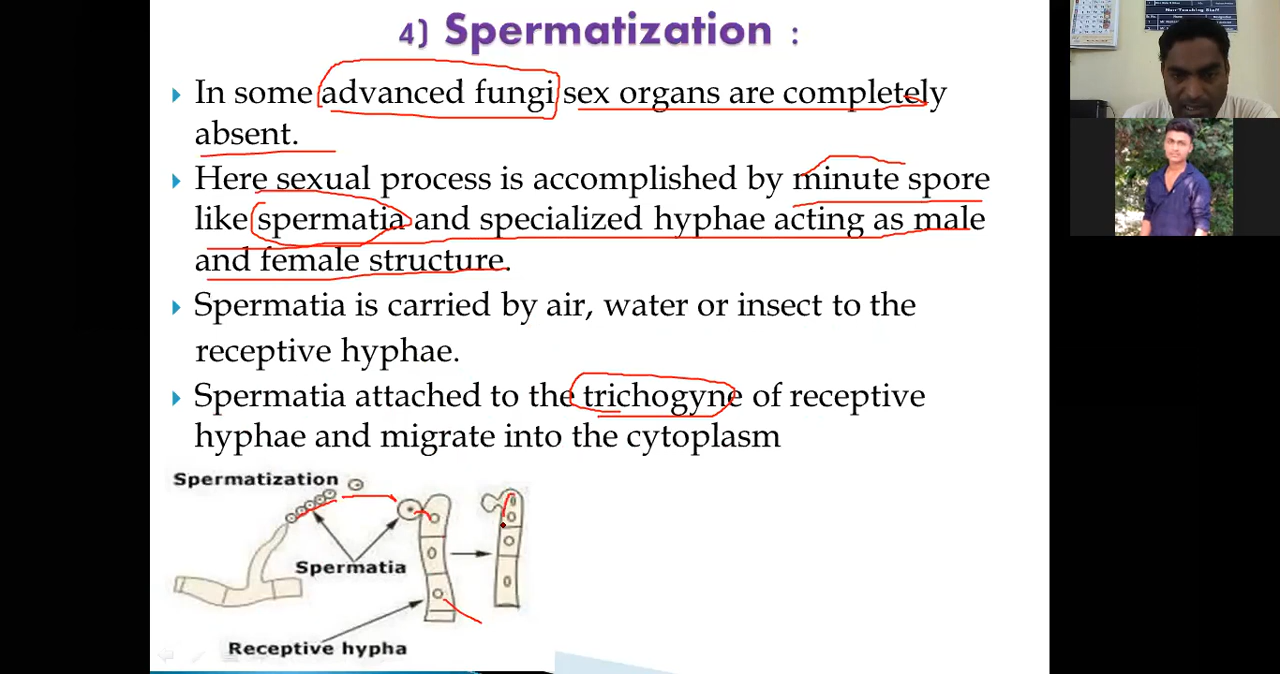 4) Spermatization :
In some advanced fungi sex organs are completely
absent.
Here sexual process is accomplished by minute spore
like spermatia and specialized hyphae acting as male
and female structure.
Spermatia is carried by air, water or insect to the
receptive hyphae.
Spermatia attached to the trichogyne of receptive
hyphae and migrate into the cytoplasm
Spermatization
Spermatia
Receptive hypha
Non-Teaching Staff